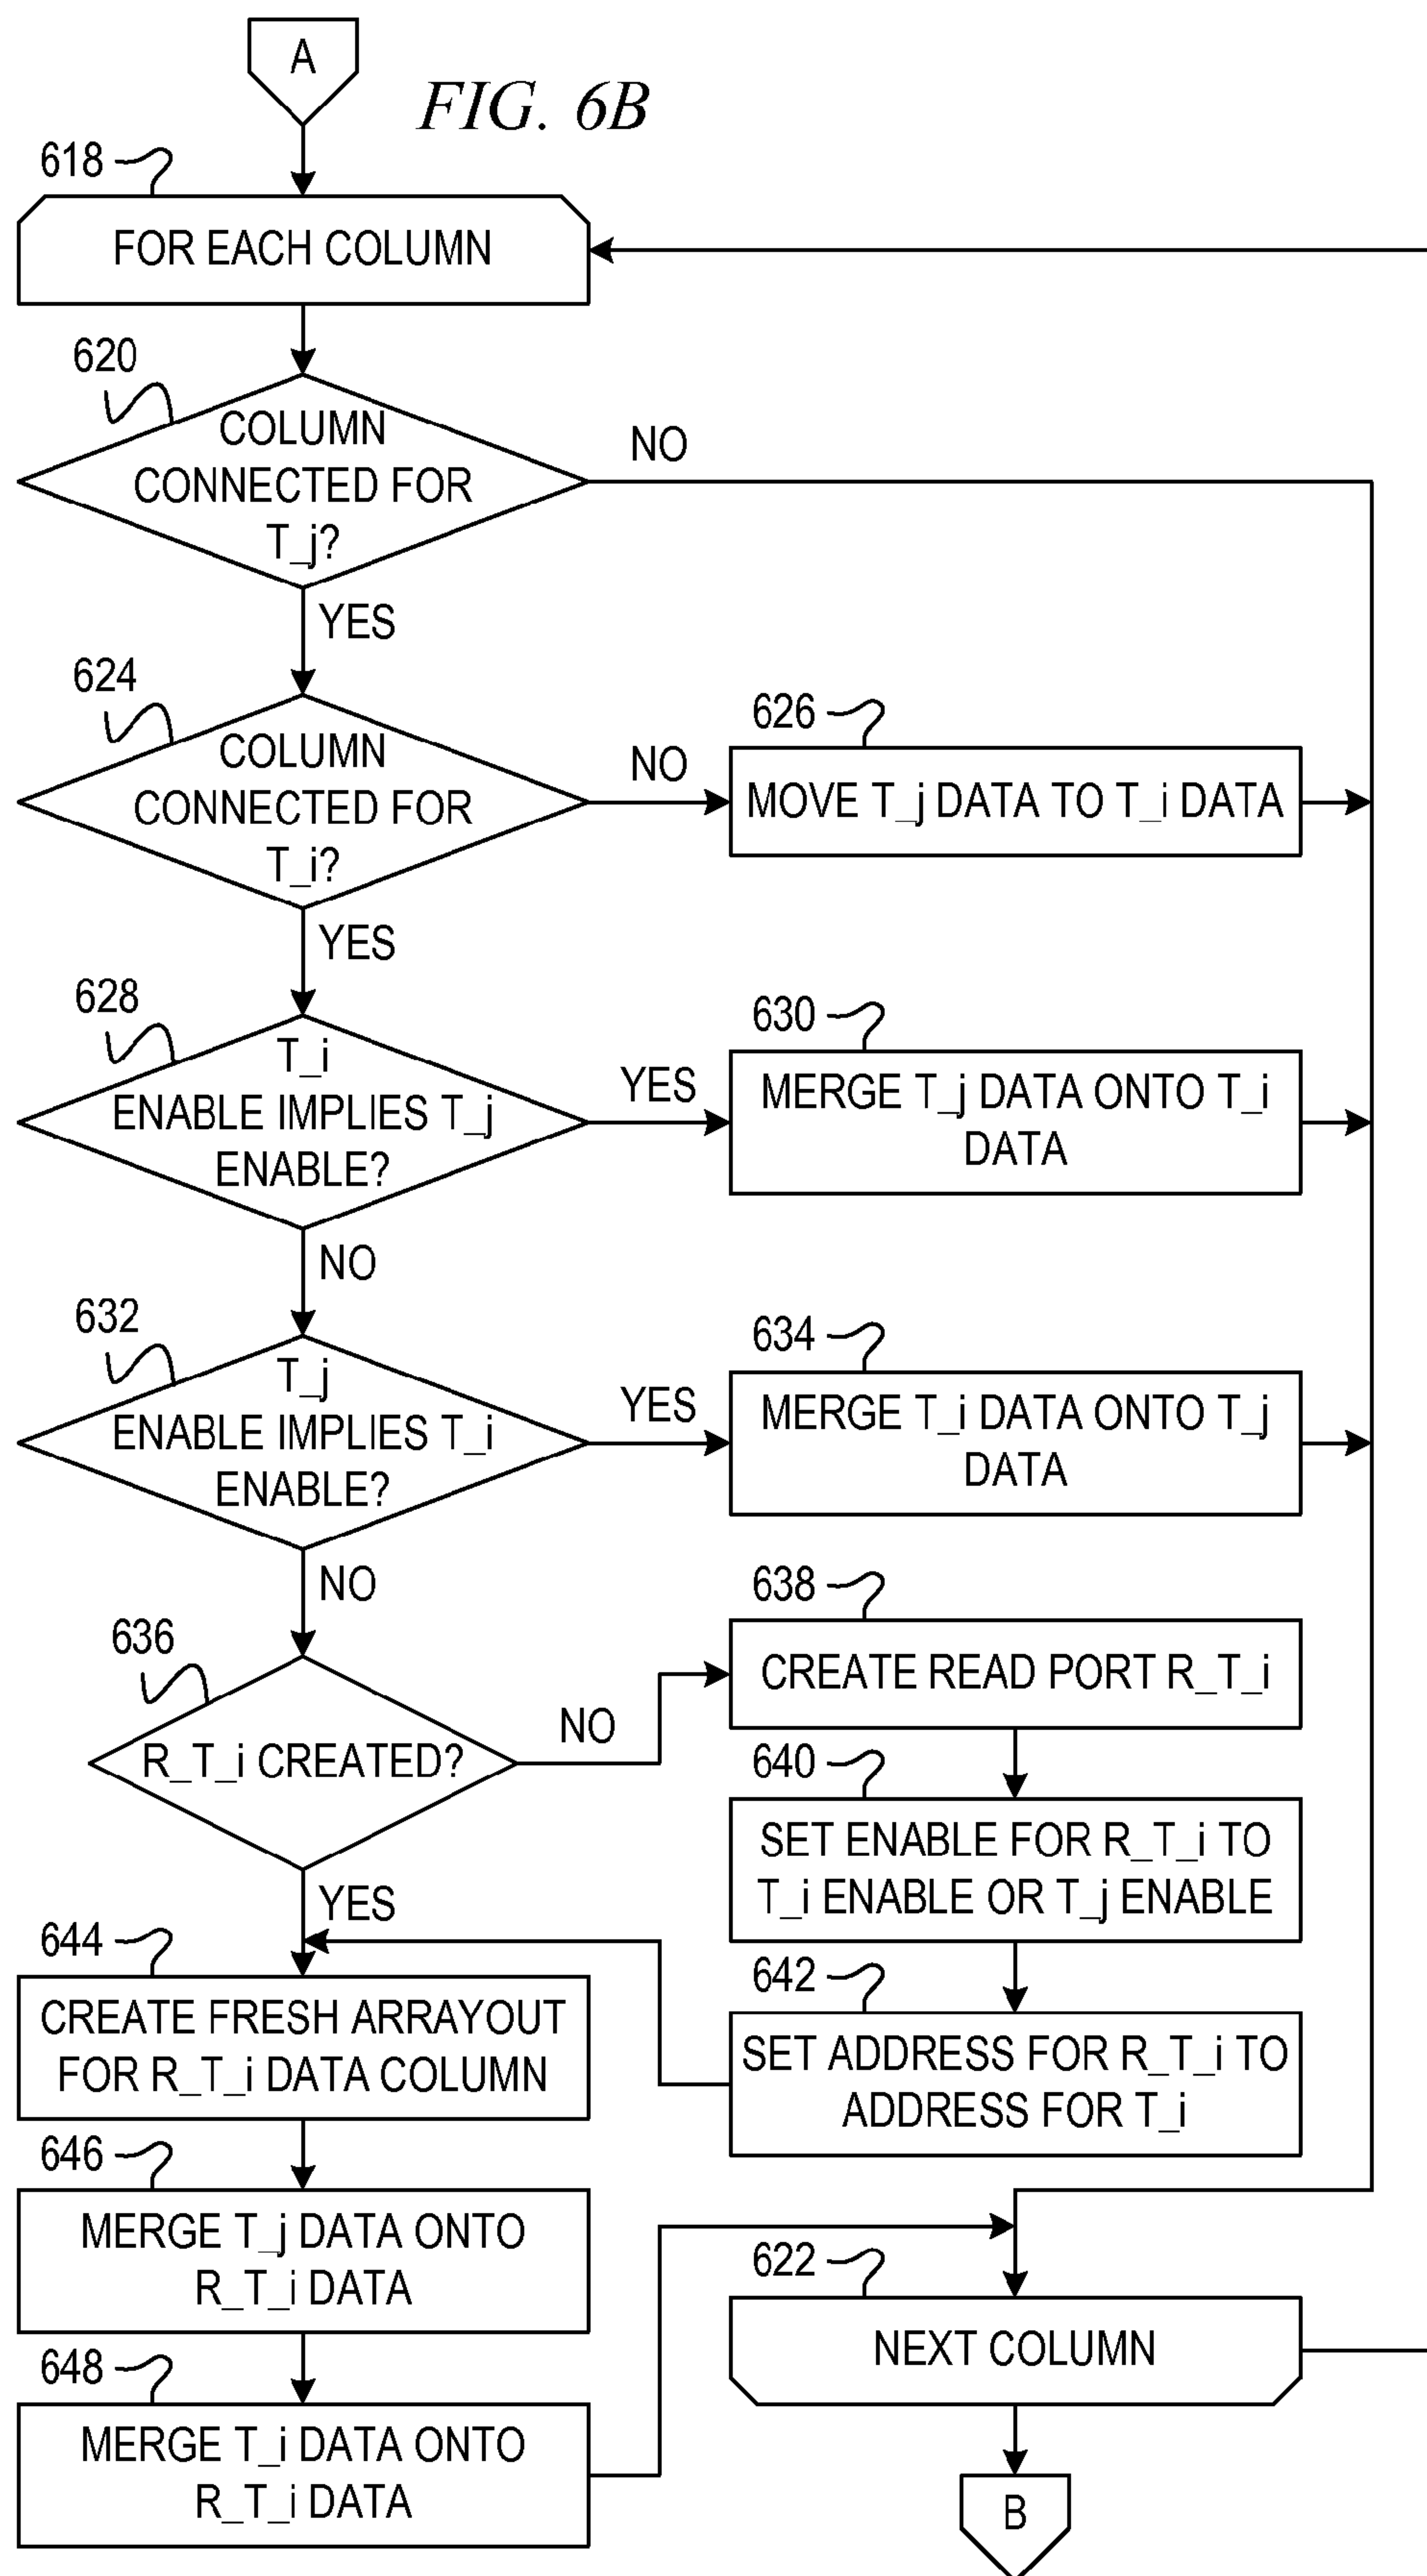 A
FIG. 6B
618
FOR EACH COLUMN
620
COLUMN
CONNECTED FOR
T_j?
NO
YES
624
COLUMN
CONNECTED FOR
T_i?
NO
626
MOVE T_j DATA TO T_i DATA
YES
628
T_i
ENABLE IMPLIES T_j
ENABLE?
YES
630
MERGE T_j DATA ONTO T_i
DATA
NO
632
T_j
ENABLE IMPLIES T_i
ENABLE?
YES
634
MERGE T_i DATA ONTO T_j
DATA
NO
636
R_T_i CREATED?
NO
638
CREATE READ PORT R_T_i
640
SET ENABLE FOR R_T_i TO
T_i ENABLE OR T_j ENABLE
642
SET ADDRESS FOR R_T_i TO
ADDRESS FOR T_i
YES
644
CREATE FRESH ARRAYOUT
FOR R_T_i DATA COLUMN
646
MERGE T_j DATA ONTO
R_T_i DATA
648
MERGE T_i DATA ONTO
R_T_i DATA
622
NEXT COLUMN
B